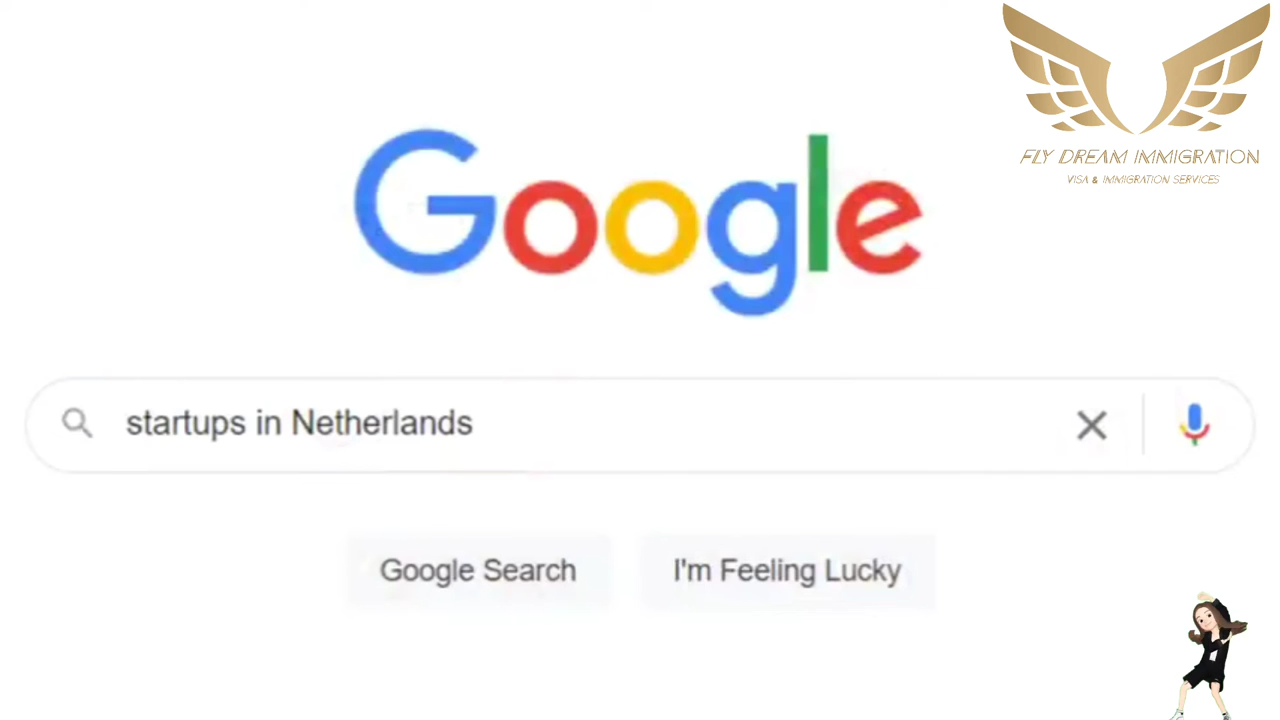 FLY DREAM IMMIGRATION
VISA & IMMIGRATION SERVICES
Google
startups in Netherlands
Google Search
I'm Feeling Lucky